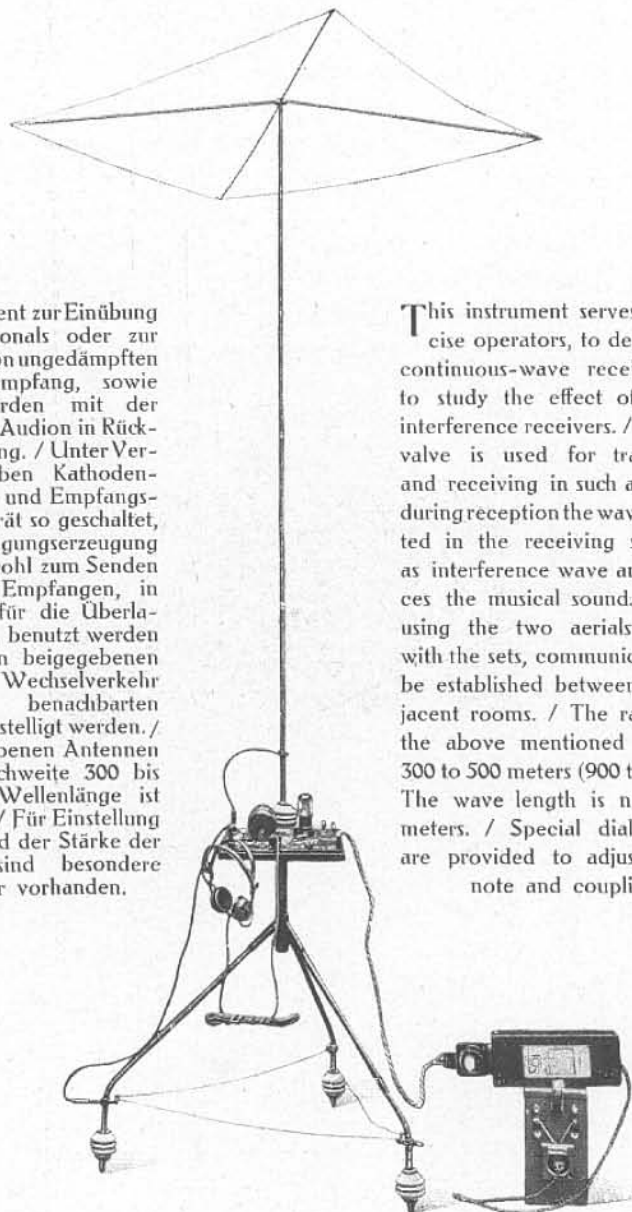 ent zur Einübung
onals oder zur
on ungedämpften
mpfang, sowie
rden mit der
Audion in Rück-
ng. / Unter Ver-
ben Kathoden-
und Empfangs-
rät so geschaltet,
gungserzeugung
ohl zum Senden
Empfangen, in
für die Überla-
benutzt werden
n beigegebenen
Wechselverkehr
benachbarten
stelligt werden. /
benen Antennen
chweite 300 bis
Wellenlänge ist
/ Für Einstellung
d der Stärke der
sind besondere
r vorhanden.
This instrument serves
cise operators, to de
continuous-wave rece
to study the effect of
interference receivers. /
valve is used for tra
and receiving in such a
during reception the wav
ted in the receiving s
as interference wave an
ces the musical sound.
using the two aerials
with the sets, communic
be established between
jacent rooms. / The ra
the above mentioned
300 to 500 meters (900 t
The wave length is n
meters. / Special dial
are provided to adjus
note and coupli